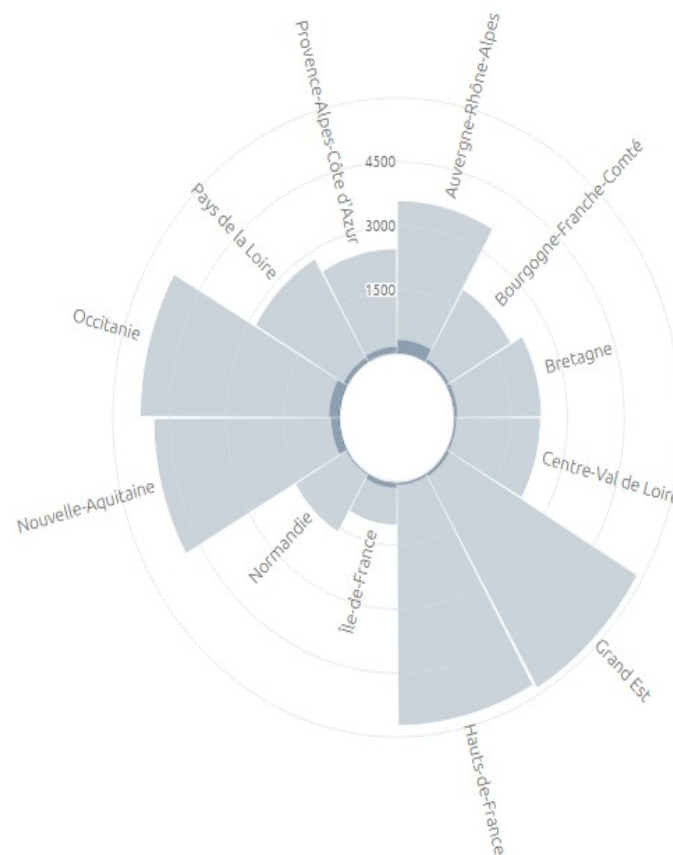 Provence-Alpes-Côte d'Azur
Auvergne-Rhône-Alpes
Bourgogne-Franche-Comté
Bretagne
Centre-Val de Loire
Grand Est
Hauts-de-France
Île-de-France
Normandie
Nouvelle-Aquitaine
Occitanie
Pays de la Loire
4500
3000
1500